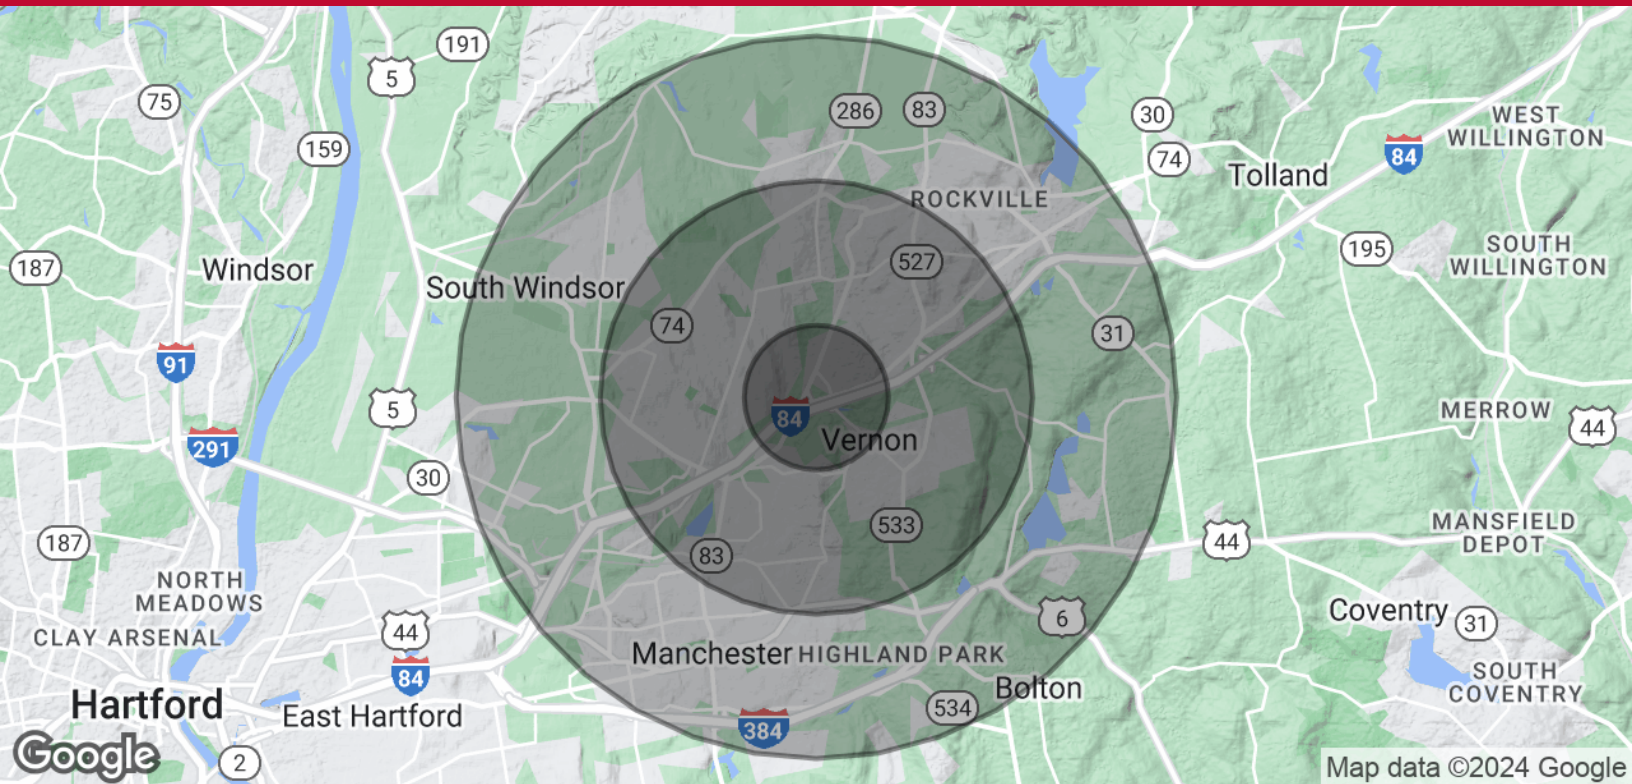 191
5
75
286
83
30
WEST
WILLINGTON
159
84
74
Tolland
ROCKVILLE
195
SOUTH
WILLINGTON
187
Windsor
527
South Windsor
74
31
91
5
84
MERROW
44
Vernon
291
30
533
MANSFIELD
DEPOT
187
44
83
NORTH
MEADOWS
Coventry
31
6
CLAY ARSENAL
44
Manchester
HIGHLAND PARK
84
SOUTH
COVENTRY
Bolton
Hartford
East Hartford
534
384
Google
2
Map data ©2024 Google